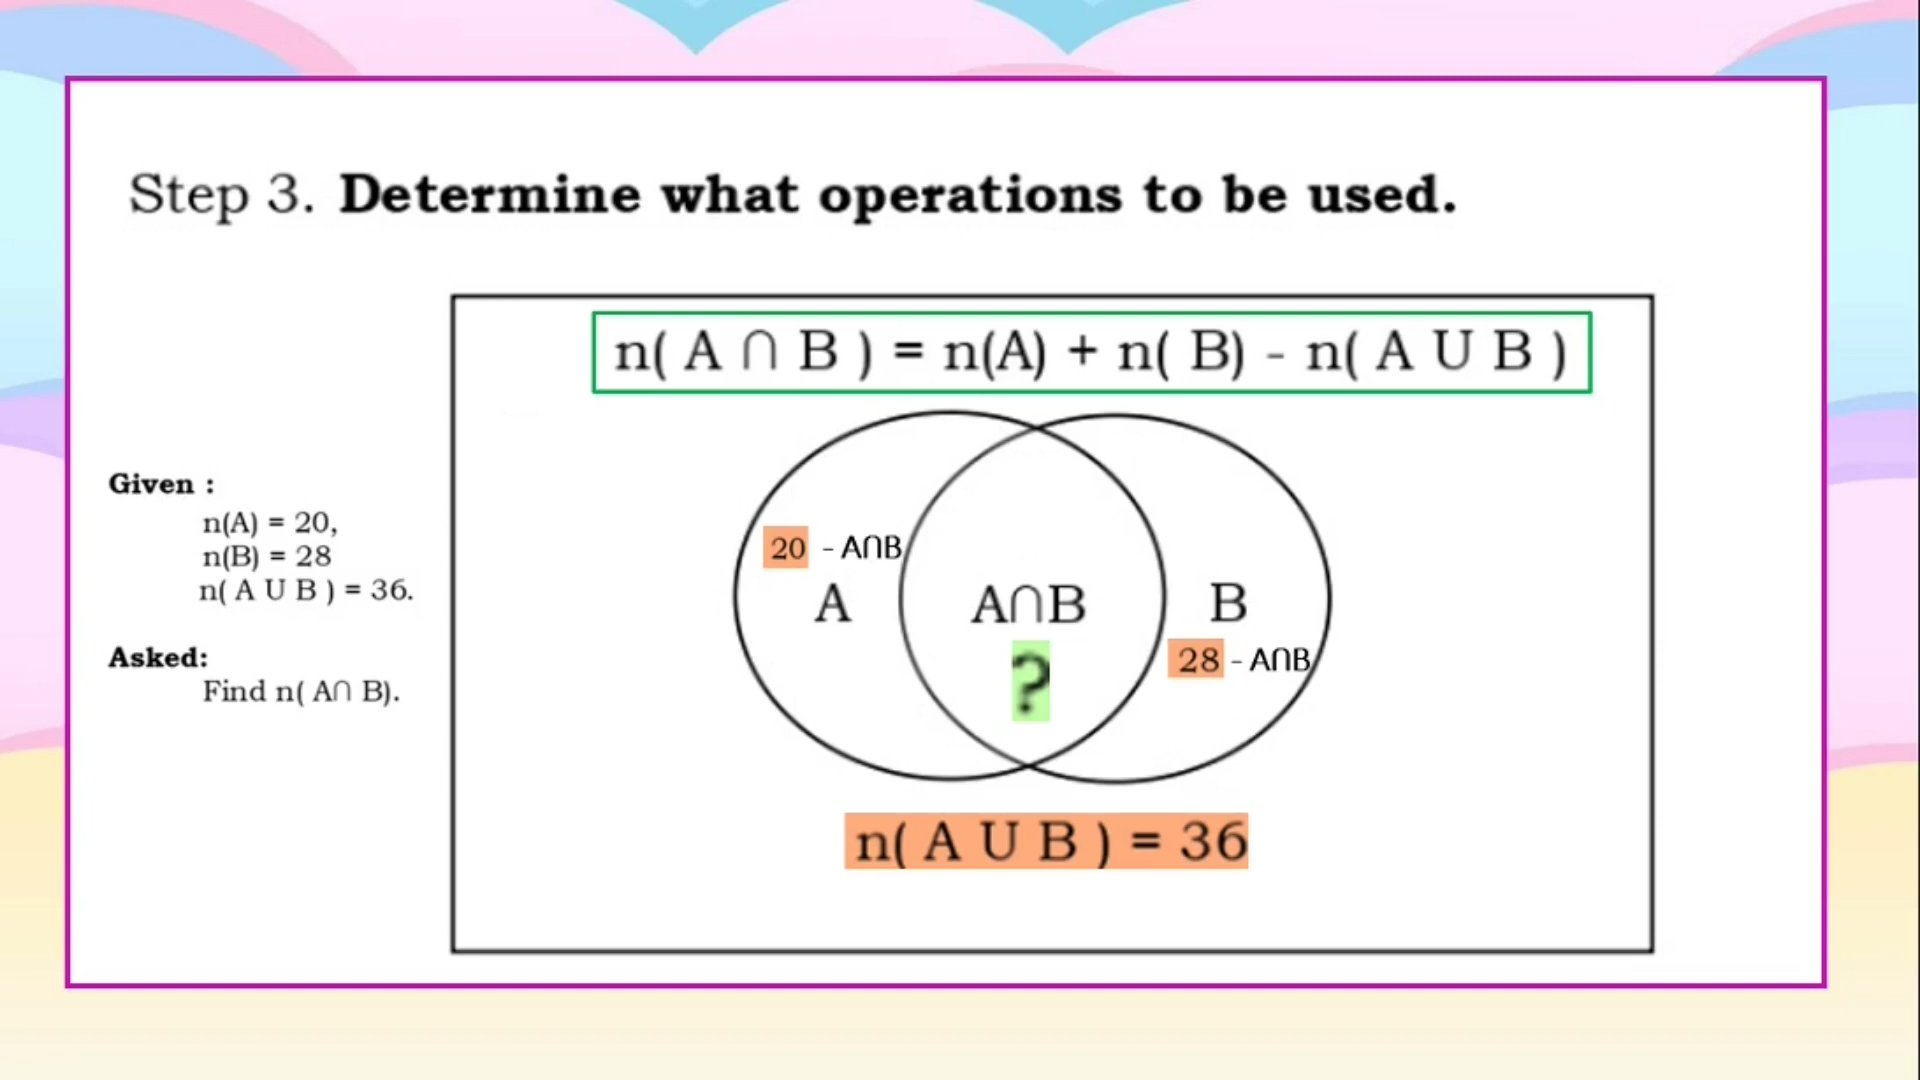 Step 3. Determine what operations to be used.
n( A ∩ B ) = n(A) + n( B) - n( A U B )
Given :
n(A) = 20,
n(B) = 28
n( A U B ) = 36.
Asked:
Find n( A∩ B).
20 - A∩B
A
A∩B
?
B
28 - A∩B
n( A U B ) = 36